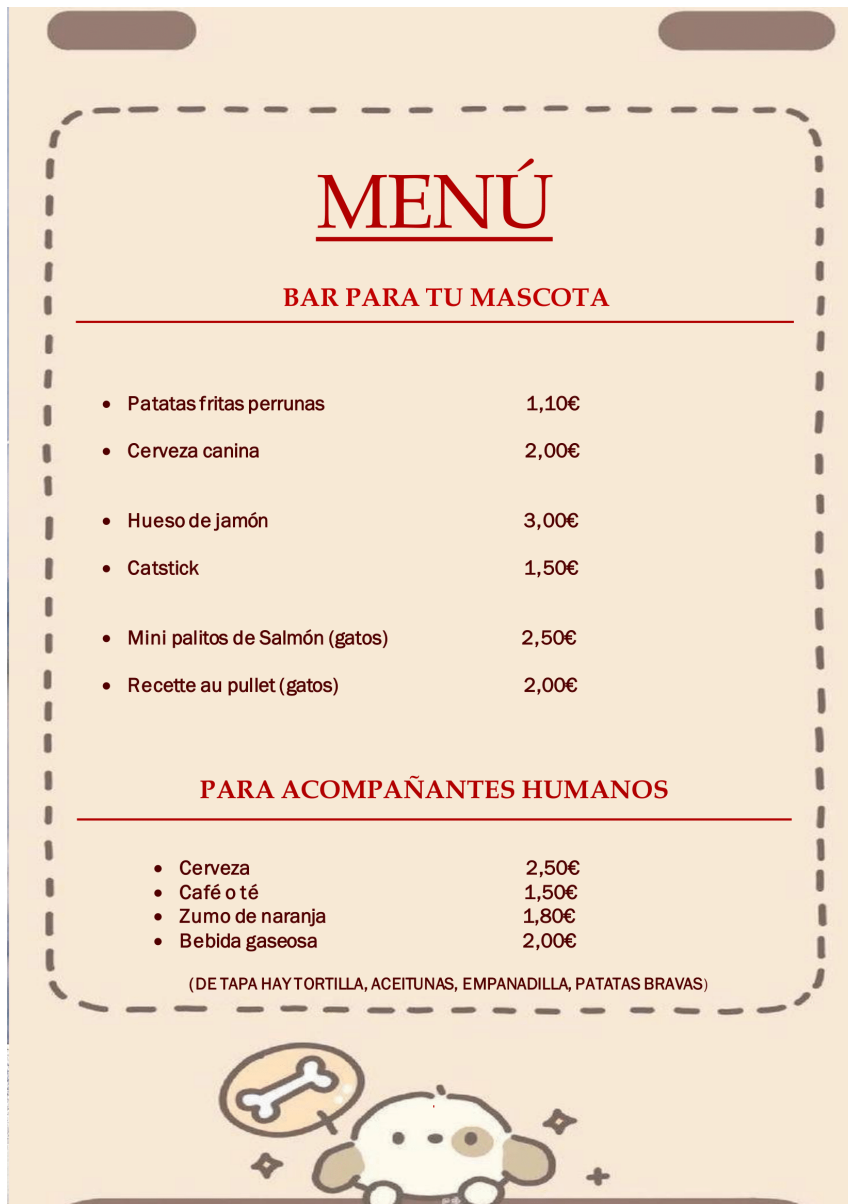 MENÚ
BAR PARA TU MASCOTA
• Patatas fritas perrunas 1,10€
• Cerveza canina 2,00€
• Hueso de jamón 3,00€
• Catstick 1,50€
• Mini palitos de Salmón (gatos) 2,50€
• Recette au pullet (gatos) 2,00€
PARA ACOMPAÑANTES HUMANOS
• Cerveza 2,50€
• Café o té 1,50€
• Zumo de naranja 1,80€
• Bebida gaseosa 2,00€
(DE TAPA HAY TORTILLA, ACEITUNAS, EMPANADILLA, PATATAS BRAVAS)